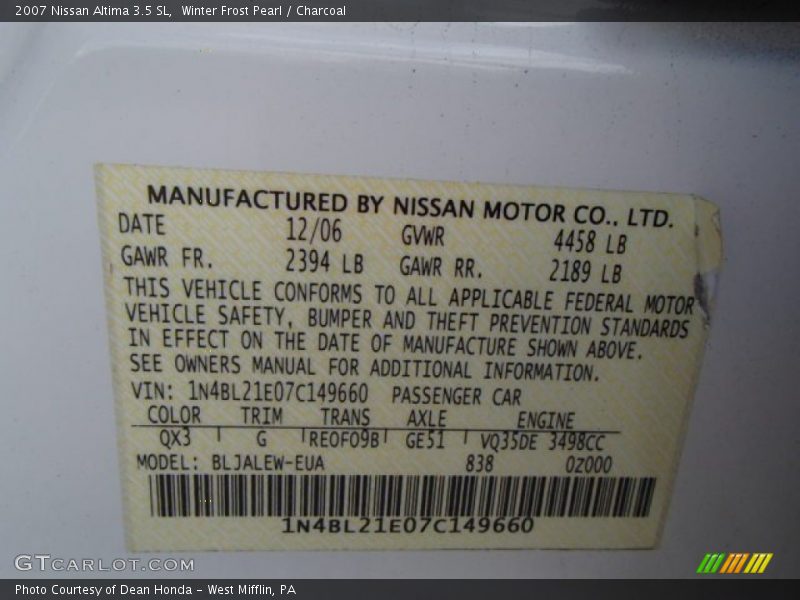 2007 Nissan Altima 3.5 SL,  Winter Frost Pearl / Charcoal
MANUFACTURED BY NISSAN MOTOR CO., LTD.
DATE 12/06 GVWR 4458 LB
GAWR FR. 2394 LB GAWR RR. 2189 LB
THIS VEHICLE CONFORMS TO ALL APPLICABLE FEDERAL MOTOR
VEHICLE SAFETY, BUMPER AND THEFT PREVENTION STANDARDS
IN EFFECT ON THE DATE OF MANUFACTURE SHOWN ABOVE.
SEE OWNERS MANUAL FOR ADDITIONAL INFORMATION.
VIN: 1N4BL21E07C149660 PASSENGER CAR
COLOR TRIM TRANS AXLE ENGINE
QX3 G RE0F09B GE51 VQ35DE 3498CC
MODEL: BLJALEW-EUA 838 0Z000
1N4BL21E07C149660
GTCARLOT.COM
Photo Courtesy of Dean Honda - West Mifflin, PA